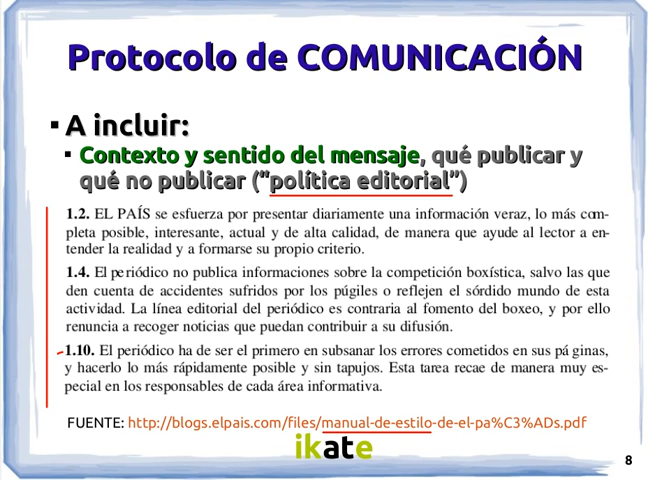 Protocolo de COMUNICACIÓN
▪ A incluir:
▪ Contexto y sentido del mensaje, qué publicar y
qué no publicar (“política editorial”)
1.2. EL PAÍS se esfuerza por presentar diariamente una información veraz, lo más com-
pleta posible, interesante, actual y de alta calidad, de manera que ayude al lector a en-
tender la realidad y a formarse su propio criterio.
1.4. El periódico no publica informaciones sobre la competición boxística, salvo las que
den cuenta de accidentes sufridos por los púgiles o reflejen el sórdido mundo de esta
actividad. La línea editorial del periódico es contraria al fomento del boxeo, y por ello
renuncia a recoger noticias que puedan contribuir a su difusión.
1.10. El periódico ha de ser el primero en subsanar los errores cometidos en sus pá ginas,
y hacerlo lo más rápidamente posible y sin tapujos. Esta tarea recae de manera muy es-
pecial en los responsables de cada área informativa.
FUENTE: http://blogs.elpais.com/files/manual-de-estilo-de-el-pa%C3%ADs.pdf
ikate
8